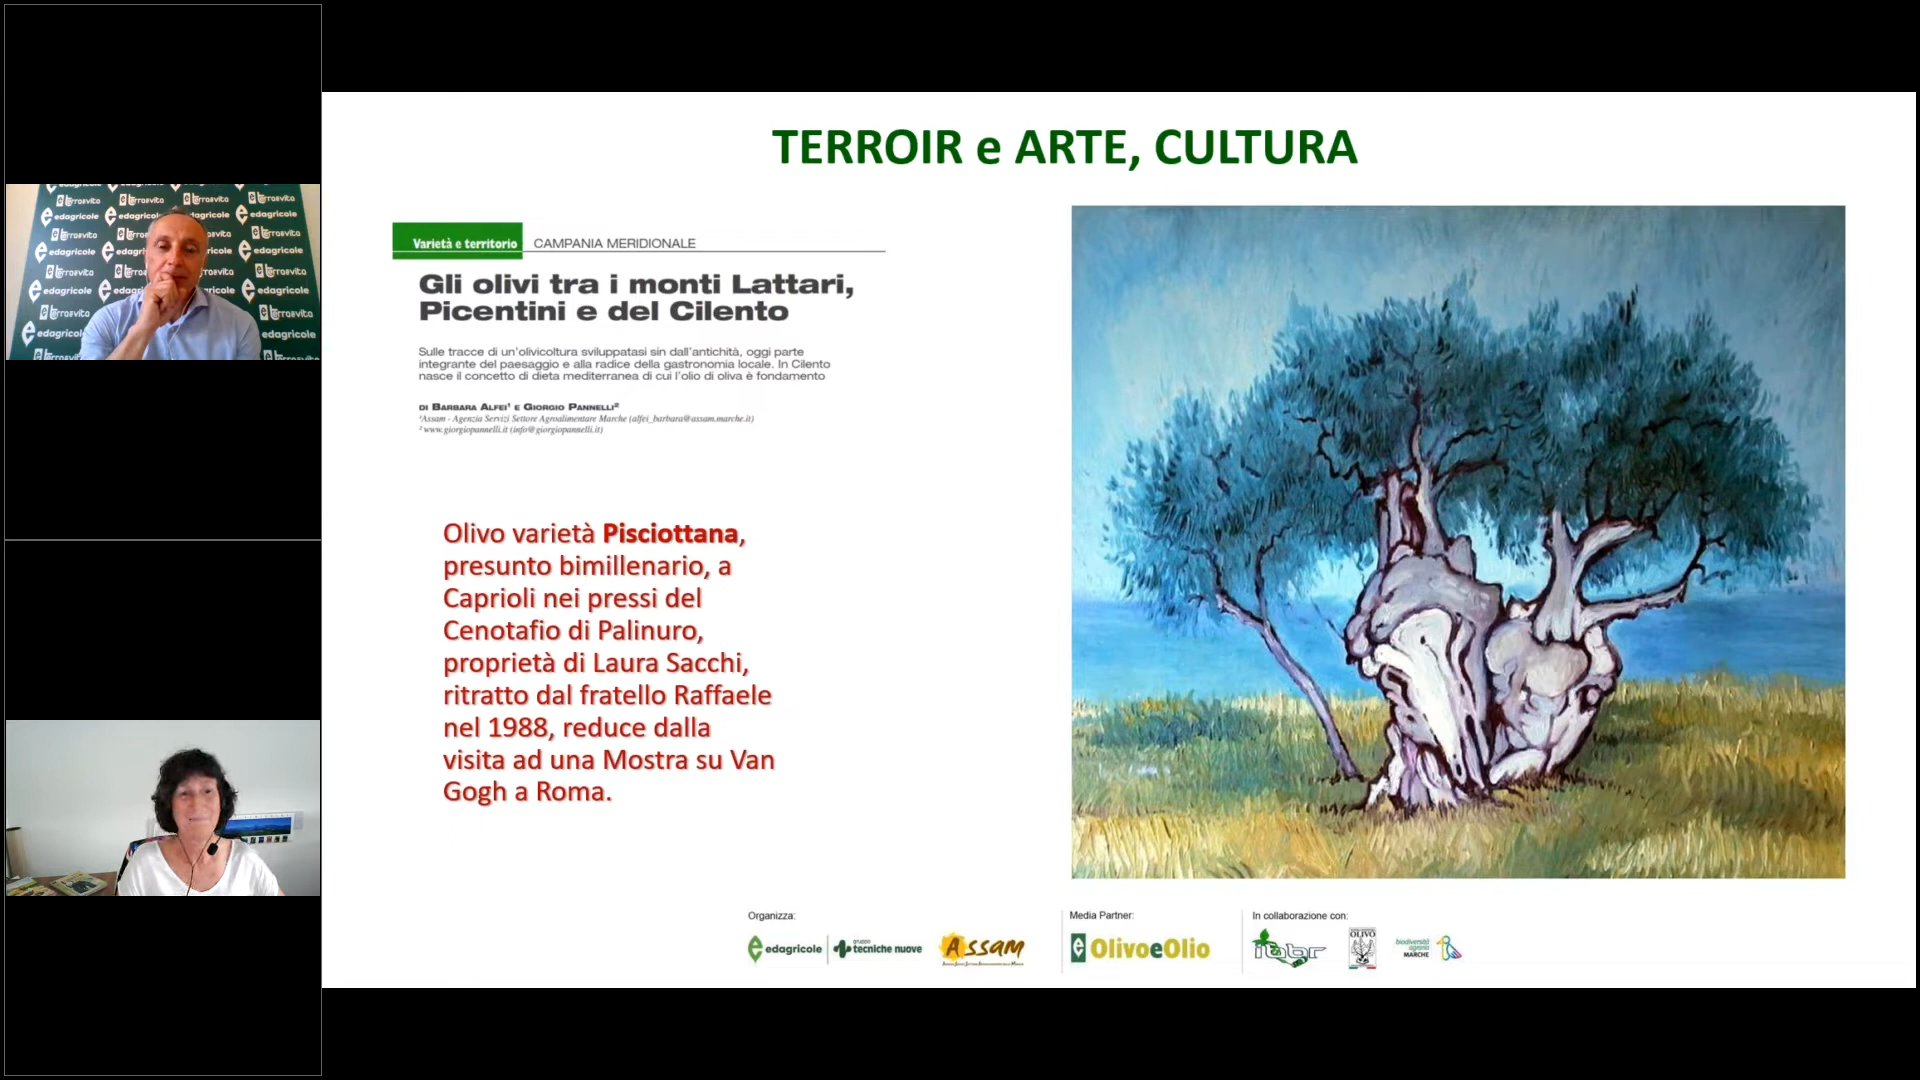 TERROIR e ARTE, CULTURA
Varietà e territorio CAMPANIA MERIDIONALE
Gli olivi tra i monti Lattari,
Picentini e del Cilento
Sulle tracce di un'olivicoltura sviluppatasi sin dall'antichità, oggi parte
integrante del paesaggio e alla radice della gastronomia locale. In Cilento
nasce il concetto di dieta mediterranea di cui l'olio di oliva è fondamento
DI BARBARA ALFEI¹ E GIORGIO PANNELLI²
¹Assam - Agenzia Servizi Settore Agroalimentare Marche (alfei_barbara@assam.marche.it)
² www.giorgiopannelli.it (info@giorgiopannelli.it)
Olivo varietà Pisciottana,
presunto bimillenario, a
Caprioli nei pressi del
Cenotafio di Palinuro,
proprietà di Laura Sacchi,
ritratto dal fratello Raffaele
nel 1988, reduce dalla
visita ad una Mostra su Van
Gogh a Roma.
Organizza:
edagricole gruppo tecniche nuove ASSAM
Media Partner:
OlivoeOlio
In collaborazione con:
ibbr OLIVO biodiversità agraria MARCHE
edagricole terraevita